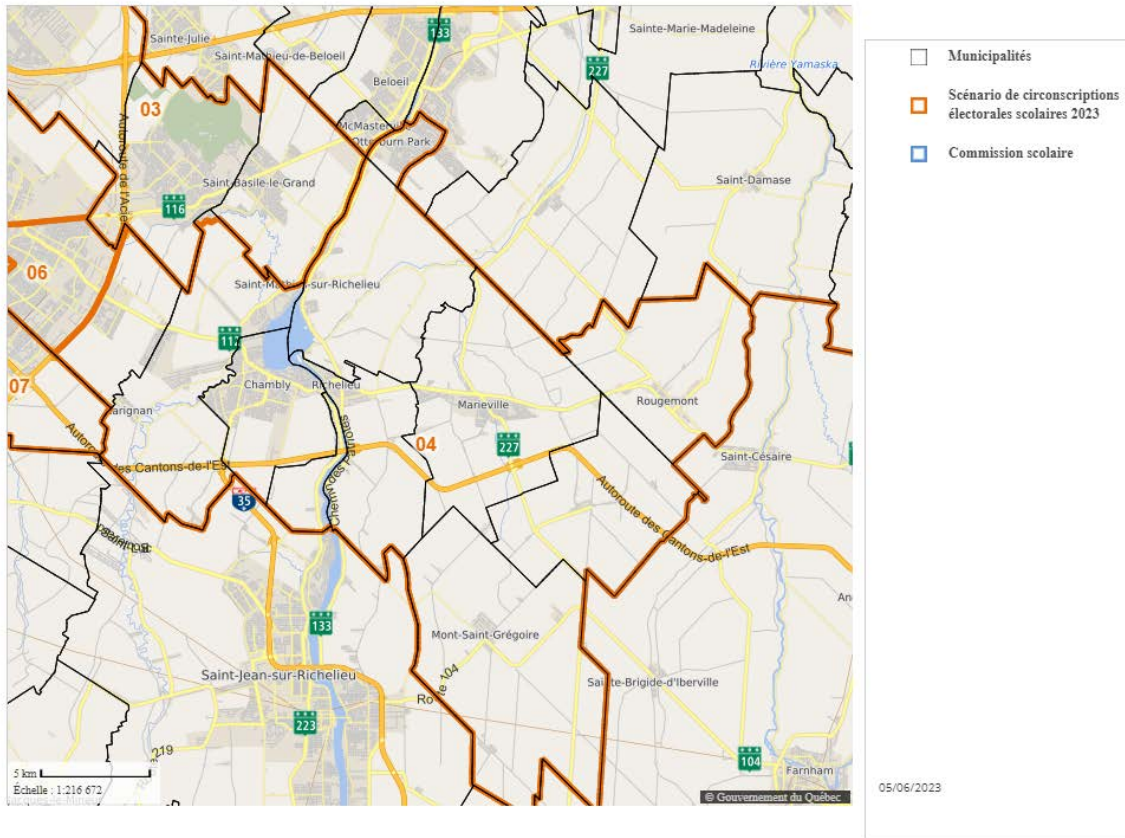 133
Sainte-Julie
Sainte-Marie-Madeleine
Saint-Mathieu-de-Beloeil
227
Rivière Yamaska
Beloeil
03
McMasterville
Otterburn Park
Autoroute de l'Acier
Saint-Damase
Saint-Basile-le-Grand
116
06
Saint-Mathias-sur-Richelieu
112
07
Chambly
Richelieu
Carignan
Marieville
Rougemont
04
227
Saint-Césaire
Autoroute des Cantons-de-l'Est
Chemin des Patriotes
35
Autoroute des Cantons-de-l'Est
133
Mont-Saint-Grégoire
Saint-Jean-sur-Richelieu
Route 104
Sainte-Brigide-d'Iberville
223
219
104
Farnham
5 km
Échelle : 1:216 672
© Gouvernement du Québec
Municipalités
Scénario de circonscriptions
électorales scolaires 2023
Commission scolaire
05/06/2023